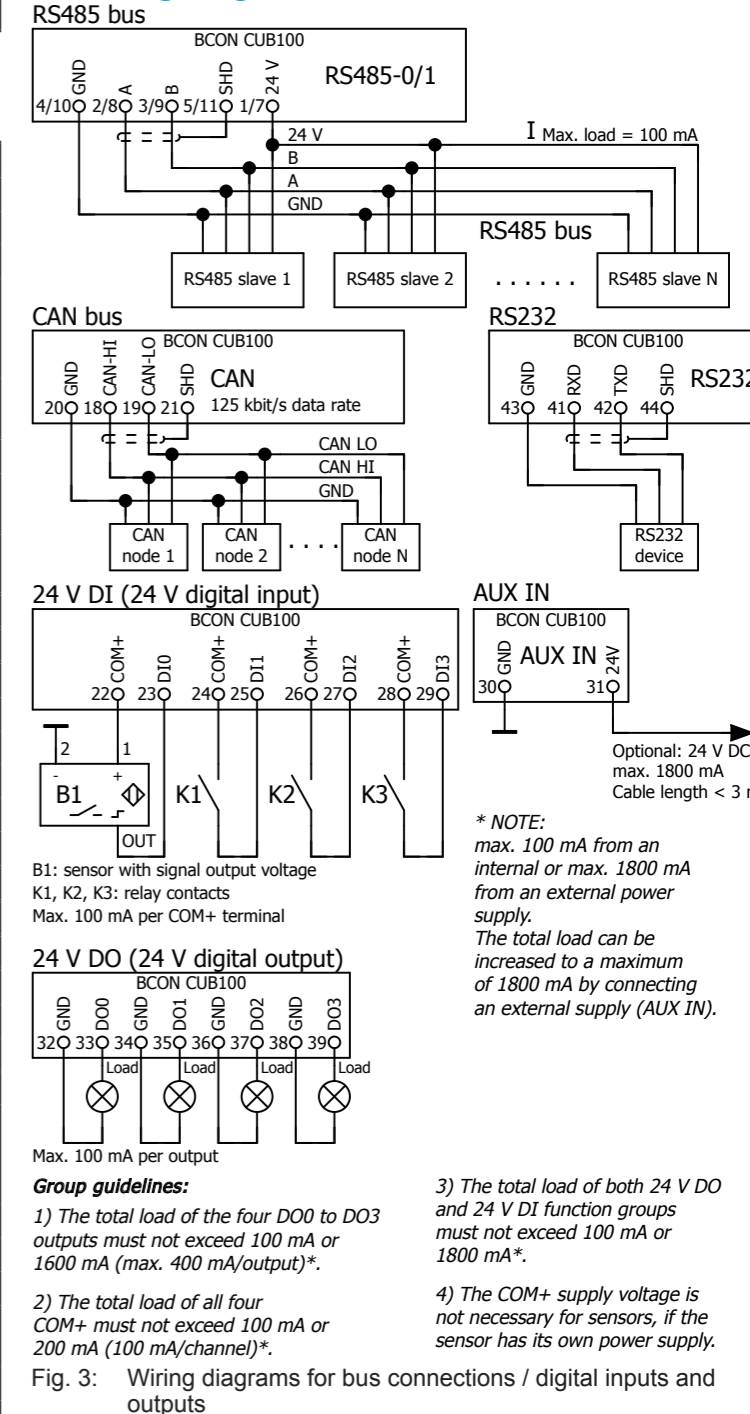 RS485 bus
BCON CUB100
RS485-0/1
GND A B SHD 24 V
4/10 2/8 3/9 5/11 1/7
24 V
I Max. load = 100 mA
B
A
GND
RS485 bus
RS485 slave 1
RS485 slave 2
. . . . . .
RS485 slave N
CAN bus
BCON CUB100
GND CAN-HI CAN-LO SHD
CAN
125 kbit/s data rate
20 18 19 21
CAN LO
CAN HI
GND
CAN
node 1
CAN
node 2
. . . .
CAN
node N
RS232
BCON CUB100
GND RXD TXD SHD
RS232
43 41 42 44
RS232
device
24 V DI (24 V digital input)
BCON CUB100
COM+ DI0 COM+ DI1 COM+ DI2 COM+ DI3
22 23 24 25 26 27 28 29
2 1
- +
B1
K1 K2 K3
OUT
B1: sensor with signal output voltage
K1, K2, K3: relay contacts
Max. 100 mA per COM+ terminal
AUX IN
BCON CUB100
GND AUX IN 24V
30 31
Optional: 24 V DC
max. 1800 mA
Cable length < 3
* NOTE:
max. 100 mA from an
internal or max. 1800 mA
from an external power
supply.
The total load can be
increased to a maximum
of 1800 mA by connecting
an external supply (AUX IN).
24 V DO (24 V digital output)
BCON CUB100
GND DO0 GND DO1 GND DO2 GND DO3
32 33 34 35 36 37 38 39
Load Load Load Load
Max. 100 mA per output
Group guidelines:
1) The total load of the four DO0 to DO3
outputs must not exceed 100 mA or
1600 mA (max. 400 mA/output)*.
2) The total load of all four
COM+ must not exceed 100 mA or
200 mA (100 mA/channel)*.
3) The total load of both 24 V DO
and 24 V DI function groups
must not exceed 100 mA or
1800 mA*.
4) The COM+ supply voltage is
not necessary for sensors, if the
sensor has its own power supply.
Fig. 3: Wiring diagrams for bus connections / digital inputs and
outputs